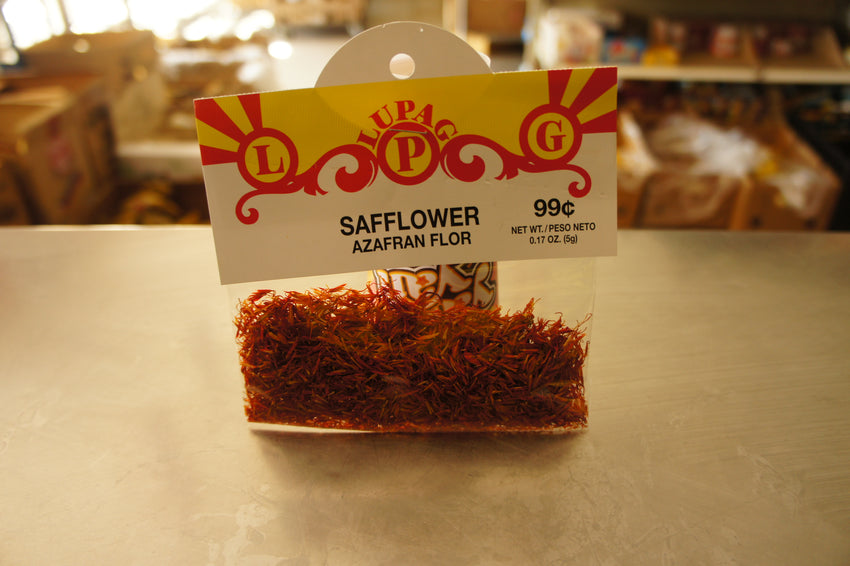 LUPAG
L P G
SAFFLOWER
AZAFRAN FLOR
99¢
NET WT. / PESO NETO
0.17 OZ. (5g)